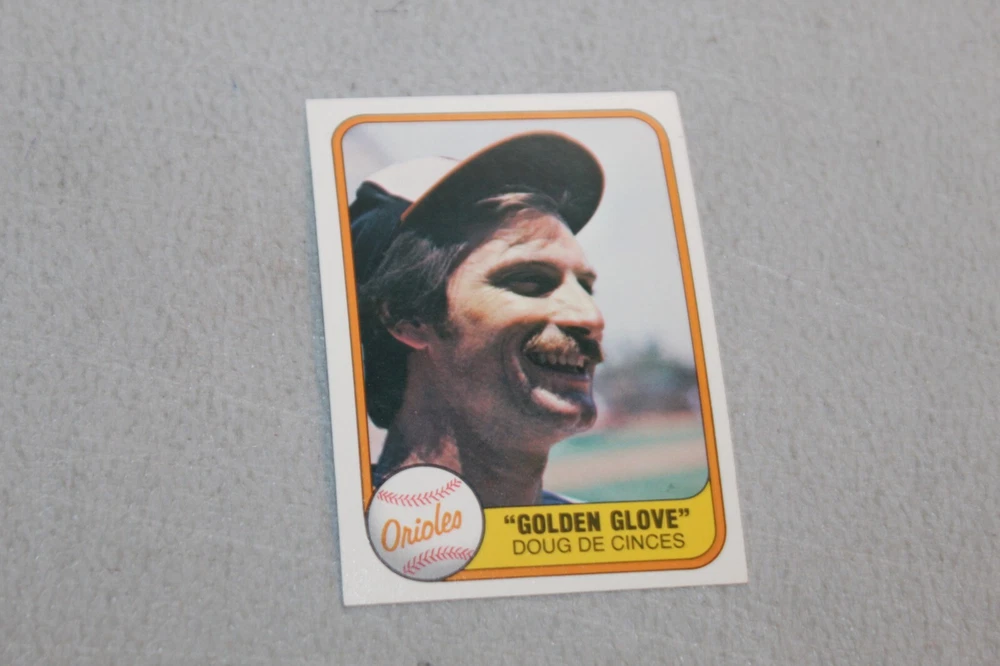 Orioles
“GOLDEN GLOVE”
DOUG DE CINCES